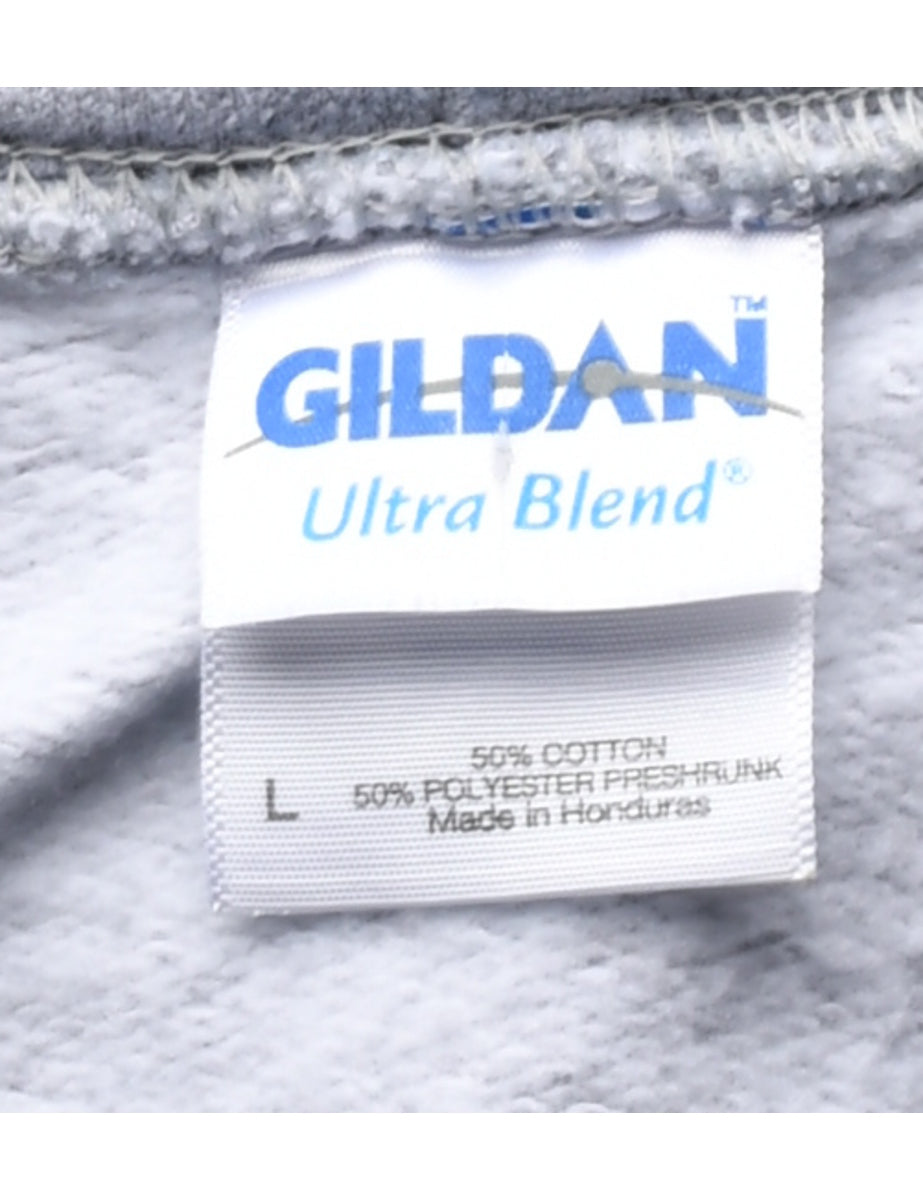 GILDAN™
Ultra Blend®
50% COTTON
L 50% POLYESTER PRESHRUNK
Made in Honduras